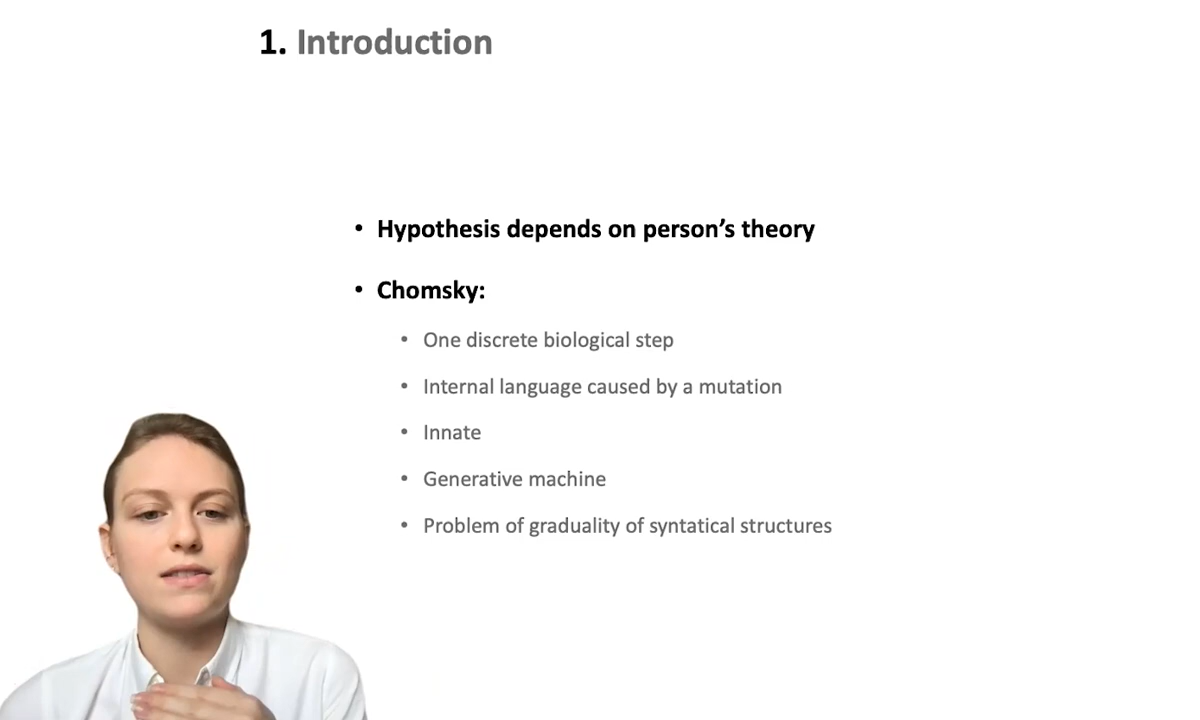 1. Introduction
• Hypothesis depends on person’s theory
• Chomsky:
• One discrete biological step
• Internal language caused by a mutation
• Innate
• Generative machine
• Problem of graduality of syntatical structures